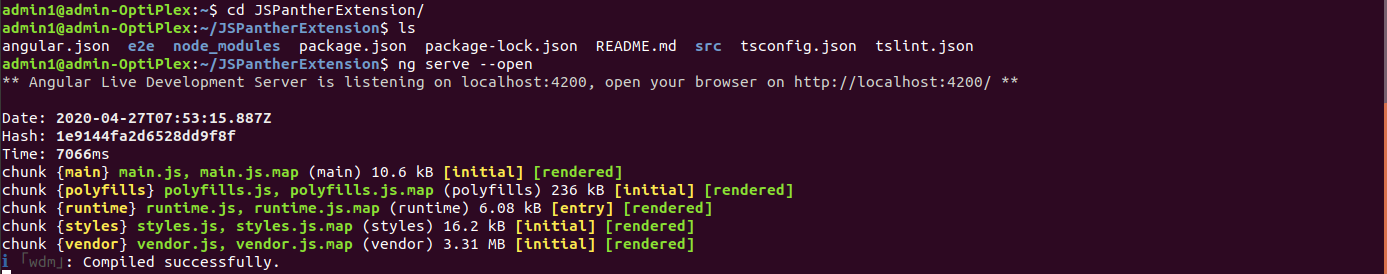 admin1@admin-OptiPlex:~$ cd JSPantherExtension/
admin1@admin-OptiPlex:~/JSPantherExtension$ ls
angular.json  e2e  node_modules  package.json  package-lock.json  README.md  src  tsconfig.json  tslint.json
admin1@admin-OptiPlex:~/JSPantherExtension$ ng serve --open
** Angular Live Development Server is listening on localhost:4200, open your browser on http://localhost:4200/ **
Date: 2020-04-27T07:53:15.887Z
Hash: 1e9144fa2d6528dd9f8f
Time: 7066ms
chunk {main} main.js, main.js.map (main) 10.6 kB [initial] [rendered]
chunk {polyfills} polyfills.js, polyfills.js.map (polyfills) 236 kB [initial] [rendered]
chunk {runtime} runtime.js, runtime.js.map (runtime) 6.08 kB [entry] [rendered]
chunk {styles} styles.js, styles.js.map (styles) 16.2 kB [initial] [rendered]
chunk {vendor} vendor.js, vendor.js.map (vendor) 3.31 MB [initial] [rendered]
ℹ 「wdm」: Compiled successfully.